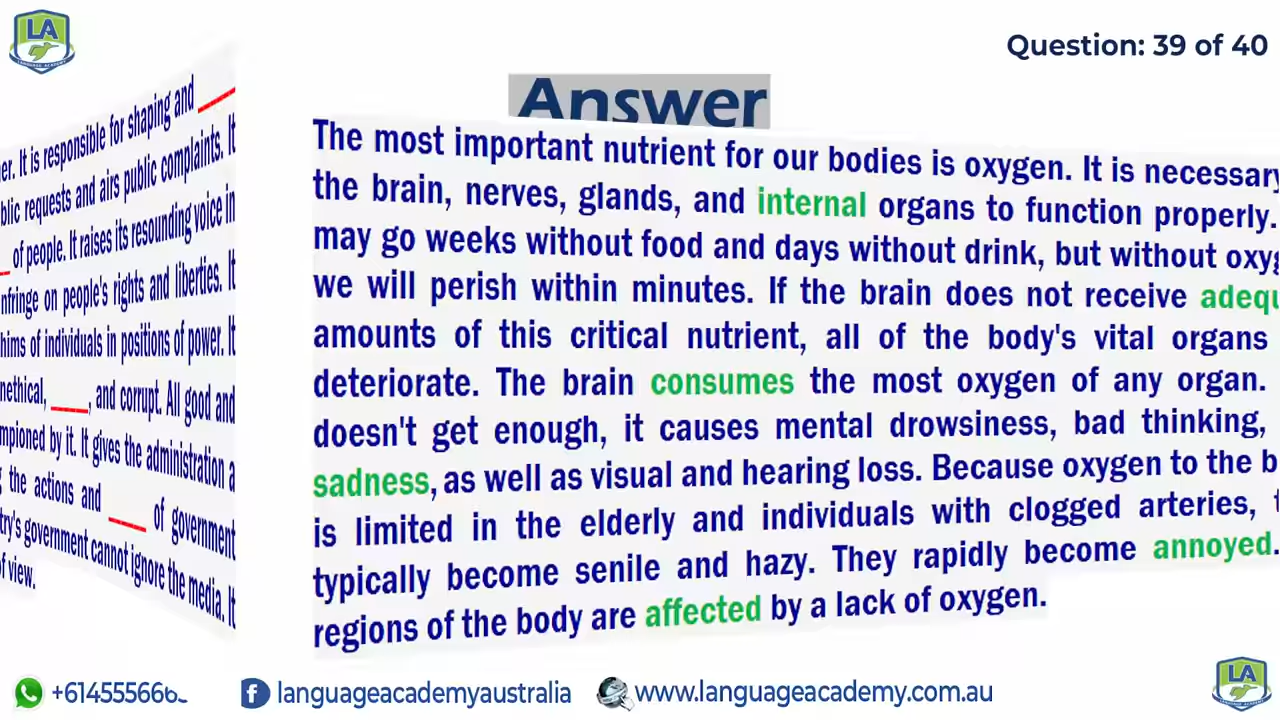 LA
LANGUAGE ACADEMY
Question: 39 of 40
Answer
. It is responsible for shaping and ____
requests and airs public complaints. It
__ of people. It raises its resounding voice in
on people's rights and liberties. It
of individuals in positions of power. It
____, and corrupt. All good and
by it. It gives the administration a
the actions and ____ of government
government cannot ignore the media. It
of view.
The most important nutrient for our bodies is oxygen. It is necessary
the brain, nerves, glands, and internal organs to function properly.
may go weeks without food and days without drink, but without
we will perish within minutes. If the brain does not receive
amounts of this critical nutrient, all of the body's vital organs
deteriorate. The brain consumes the most oxygen of any organ.
doesn't get enough, it causes mental drowsiness, bad thinking,
sadness, as well as visual and hearing loss. Because oxygen to the
is limited in the elderly and individuals with clogged arteries,
typically become senile and hazy. They rapidly become annoyed.
regions of the body are affected by a lack of oxygen.
languageacademyaustralia
www.languageacademy.com.au
LA